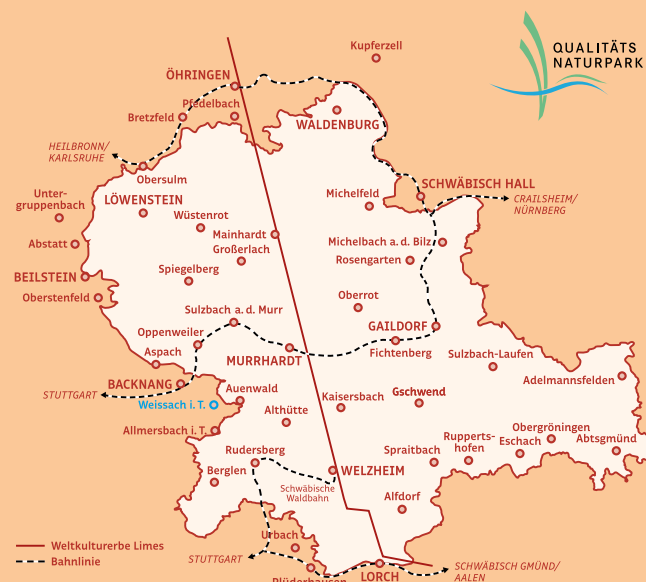 Kupferzell
QUALITÄTS
NATURPARK
ÖHRINGEN
Pfedelbach
Bretzfeld
WALDENBURG
HEILBRONN/
KARLSRUHE
Obersulm
SCHWÄBISCH HALL
Unter-
gruppenbach
LÖWENSTEIN
Michelfeld
CRAILSHEIM/
NÜRNBERG
Wüstenrot
Mainhardt
Abstatt
Michelbach a. d. Bilz
Großerlach
Rosengarten
BEILSTEIN
Spiegelberg
Oberstenfeld
Oberrot
Sulzbach a. d. Murr
Oppenweiler
GAILDORF
Aspach
MURRHARDT
Fichtenberg
Sulzbach-Laufen
BACKNANG
Auenwald
Adelmannsfelden
STUTTGART
Weissach i. T.
Kaisersbach
Gschwend
Althütte
Allmersbach i. T.
Obergröningen
Rupperts-
hofen
Eschach
Abtsgmünd
Rudersberg
Spraitbach
Berglen
WELZHEIM
Schwäbische
Waldbahn
Alfdorf
Urbach
Weltkulturerbe Limes
Bahnlinie
STUTTGART
SCHWÄBISCH GMÜND/
AALEN
Plüderhausen
LORCH